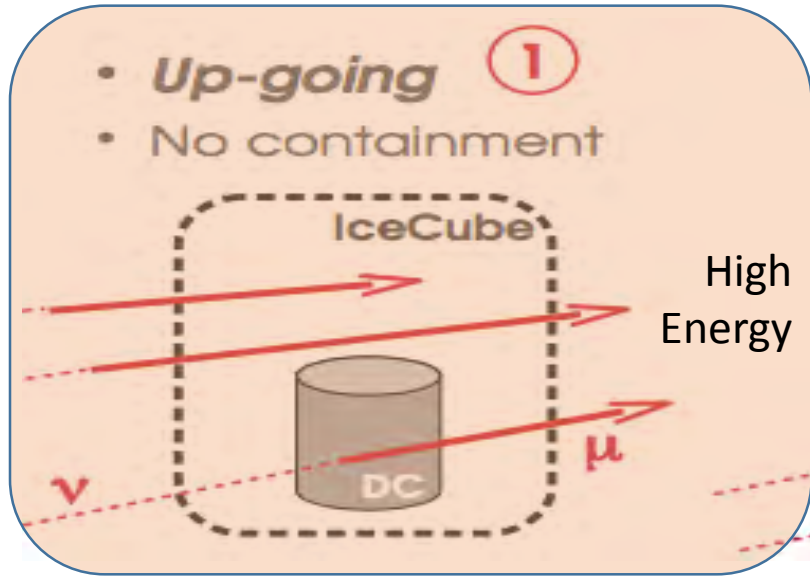 • Up-going ①
• No containment
IceCube
High
Energy
μ
ν
DC